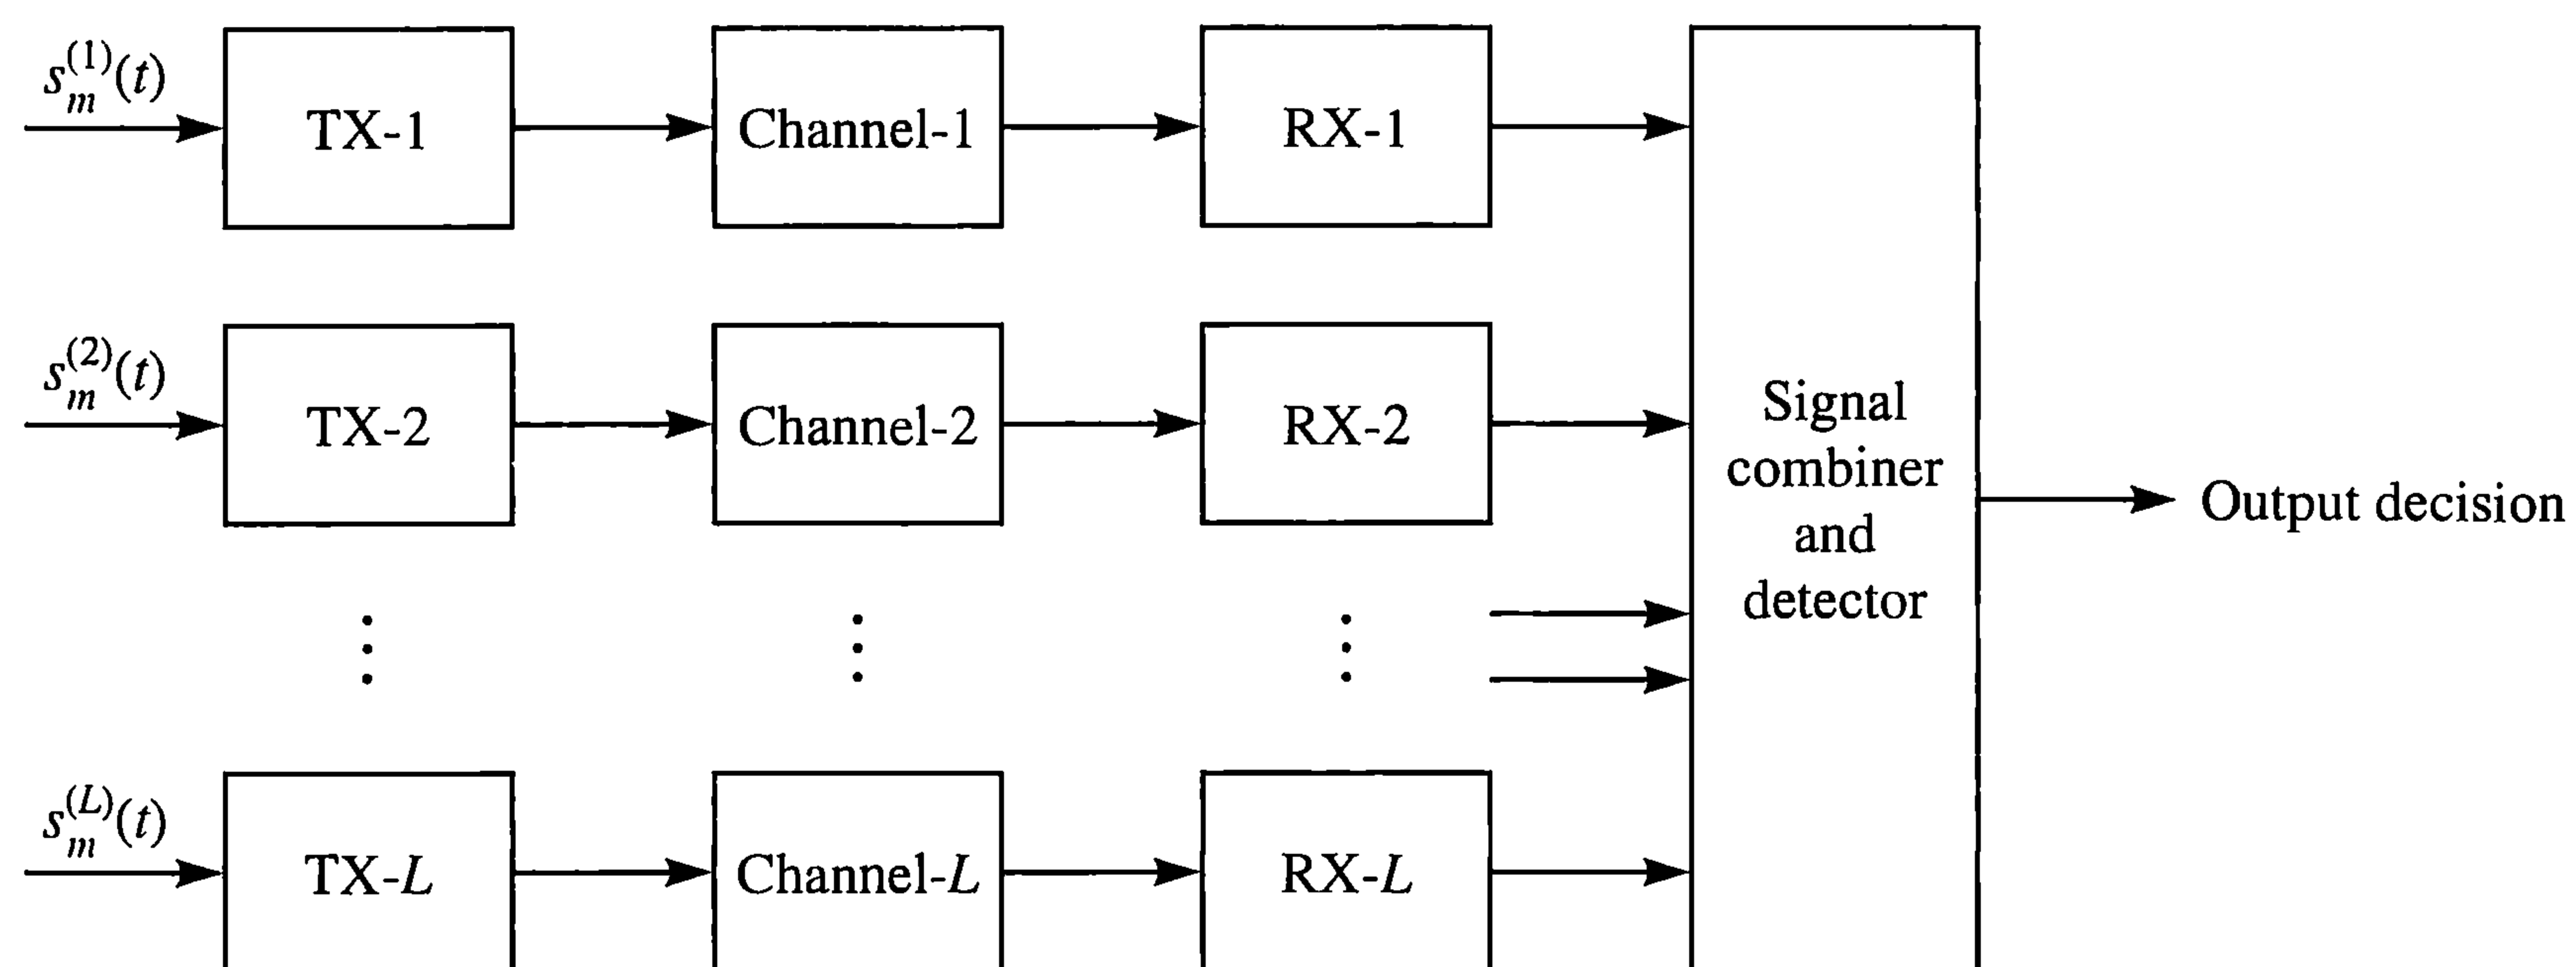 s_m^{(1)}(t)
TX-1
Channel-1
RX-1
s_m^{(2)}(t)
TX-2
Channel-2
RX-2
Signal
combiner
and
detector
Output decision
s_m^{(L)}(t)
TX-L
Channel-L
RX-L